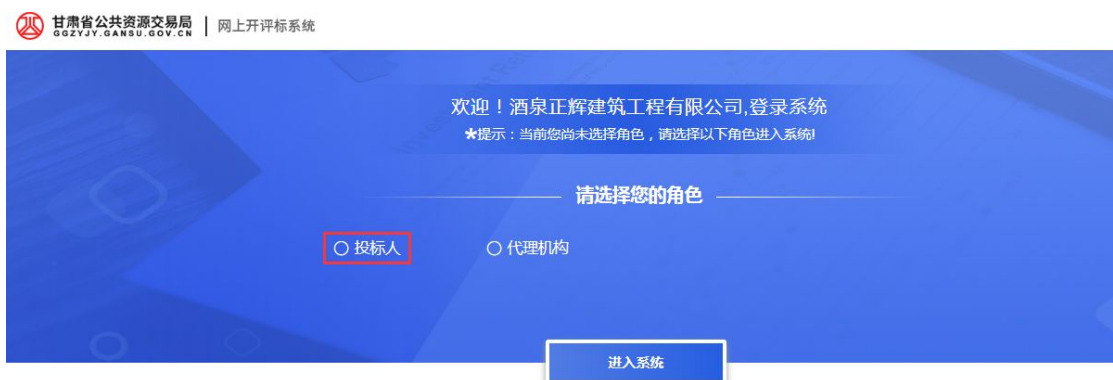 甘肃省公共资源交易局 | 网上开评标系统
GGZYJY.GANSU.GOV.CN
欢迎！酒泉正辉建筑工程有限公司,登录系统
*提示：当前您尚未选择角色，请选择以下角色进入系统!
请选择您的角色
投标人 代理机构
进入系统